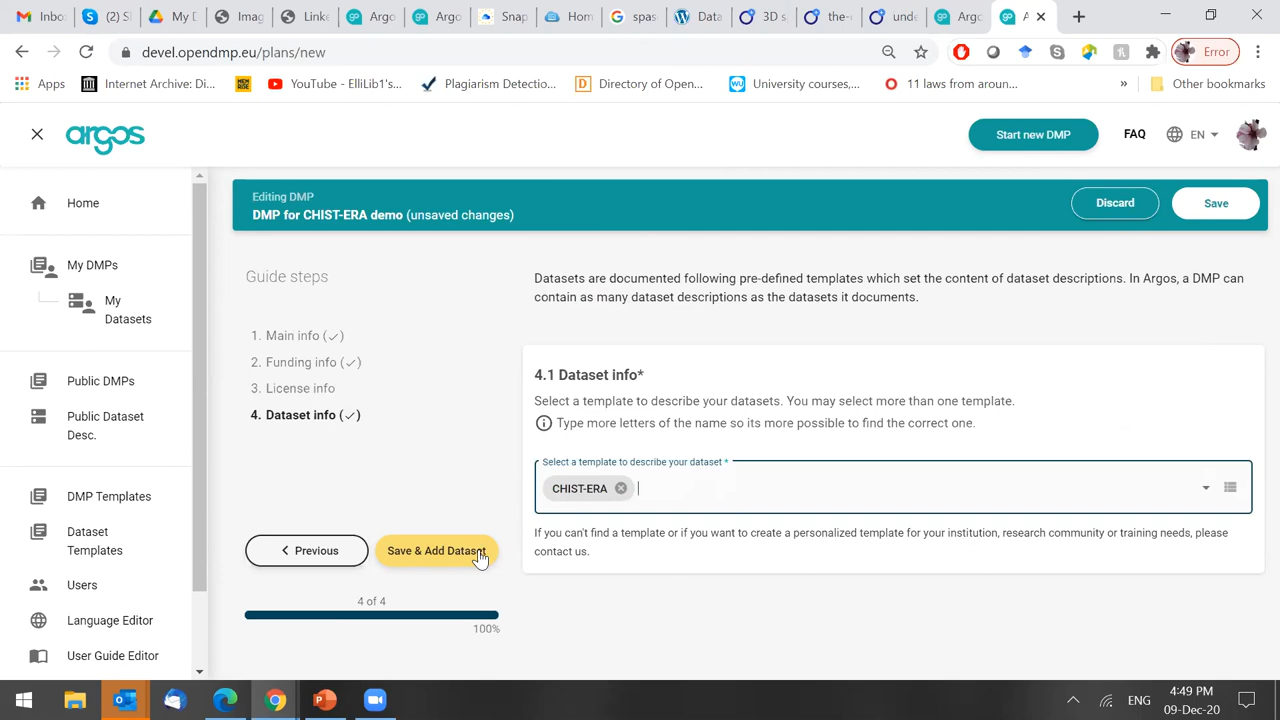 Inbo
(2) S
My D
Imag
Linke
Argo
Argo
Snap
Hom
spas
Data
3D s
the-
undu
Argo
A
devel.opendmp.eu/plans/new
Error
Apps
Internet Archive: Di...
YouTube - ElliLib1's...
Plagiarism Detectio...
Directory of Open...
University courses,...
11 laws from aroun...
»
Other bookmarks
argos
Start new DMP
FAQ
EN
Home
My DMPs
My
Datasets
Public DMPs
Public Dataset
Desc.
DMP Templates
Dataset
Templates
Users
Language Editor
User Guide Editor
Editing DMP
DMP for CHIST-ERA demo (unsaved changes)
Discard
Save
Guide steps
1. Main info (✓)
2. Funding info (✓)
3. License info
4. Dataset info (✓)
Previous
Save & Add Dataset
4 of 4
100%
Datasets are documented following pre-defined templates which set the content of dataset descriptions. In Argos, a DMP can
contain as many dataset descriptions as the datasets it documents.
4.1 Dataset info*
Select a template to describe your datasets. You may select more than one template.
Type more letters of the name so its more possible to find the correct one.
Select a template to describe your dataset *
CHIST-ERA
If you can't find a template or if you want to create a personalized template for your institution, research community or training needs, please
contact us.
ENG
4:49 PM
09-Dec-20